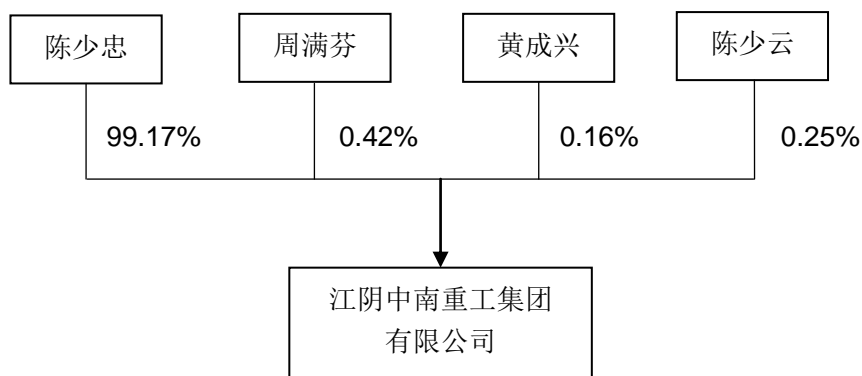 陈少忠
周满芬
黄成兴
陈少云
99.17%
0.42%
0.16%
0.25%
江阴中南重工集团
有限公司